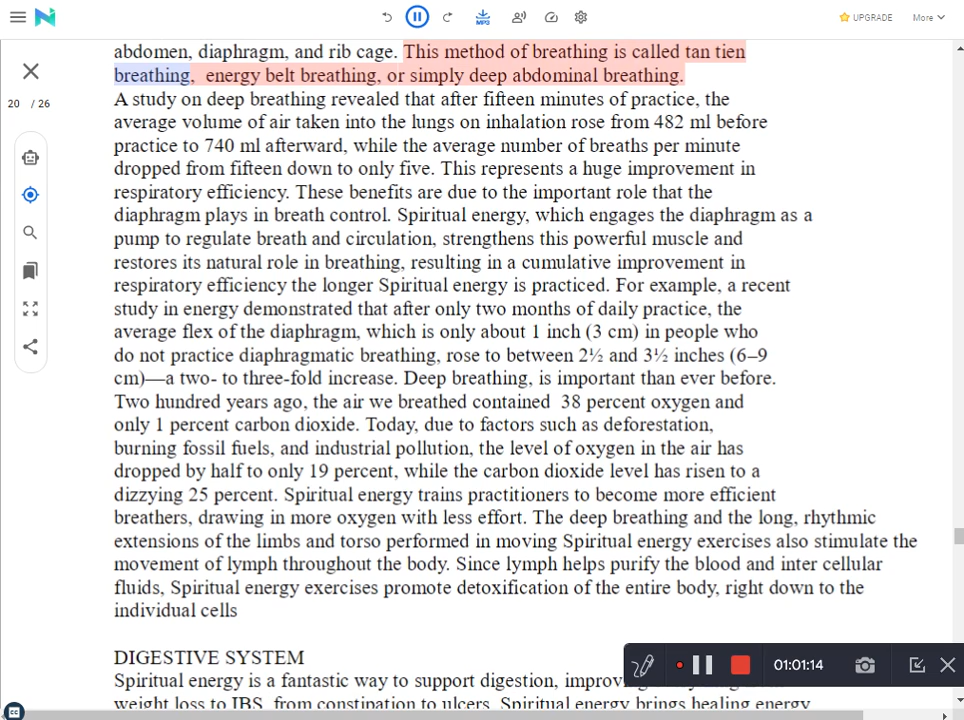 UPGRADE
More
MP3
20 / 26
abdomen, diaphragm, and rib cage. This method of breathing is called tan tien
breathing,  energy belt breathing, or simply deep abdominal breathing.
A study on deep breathing revealed that after fifteen minutes of practice, the
average volume of air taken into the lungs on inhalation rose from 482 ml before
practice to 740 ml afterward, while the average number of breaths per minute
dropped from fifteen down to only five. This represents a huge improvement in
respiratory efficiency. These benefits are due to the important role that the
diaphragm plays in breath control. Spiritual energy, which engages the diaphragm as a
pump to regulate breath and circulation, strengthens this powerful muscle and
restores its natural role in breathing, resulting in a cumulative improvement in
respiratory efficiency the longer Spiritual energy is practiced. For example, a recent
study in energy demonstrated that after only two months of daily practice, the
average flex of the diaphragm, which is only about 1 inch (3 cm) in people who
do not practice diaphragmatic breathing, rose to between 2½ and 3½ inches (6–9
cm)—a two- to three-fold increase. Deep breathing, is important than ever before.
Two hundred years ago, the air we breathed contained  38 percent oxygen and
only 1 percent carbon dioxide. Today, due to factors such as deforestation,
burning fossil fuels, and industrial pollution, the level of oxygen in the air has
dropped by half to only 19 percent, while the carbon dioxide level has risen to a
dizzying 25 percent. Spiritual energy trains practitioners to become more efficient
breathers, drawing in more oxygen with less effort. The deep breathing and the long, rhythmic
extensions of the limbs and torso performed in moving Spiritual energy exercises also stimulate the
movement of lymph throughout the body. Since lymph helps purify the blood and inter cellular
fluids, Spiritual energy exercises promote detoxification of the entire body, right down to the
individual cells
DIGESTIVE SYSTEM
Spiritual energy is a fantastic way to support digestion,
weight loss to IBS, from constipation to ulcers. Spiritual energy brings healing energy
01:01:14
CC